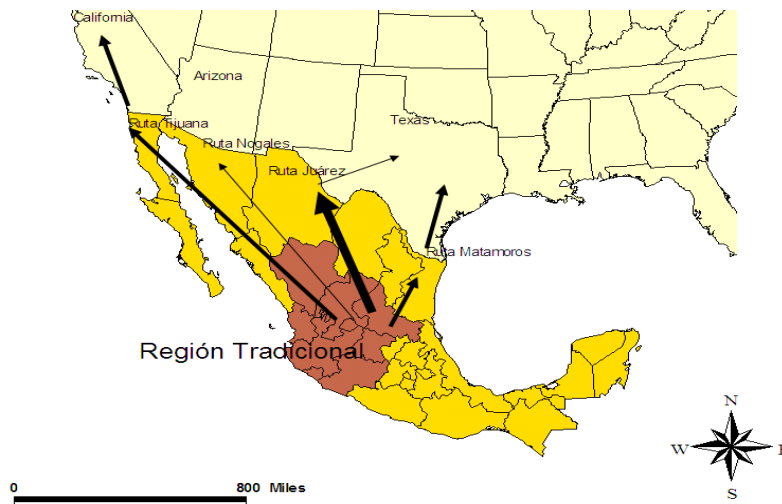 California
Arizona
Texas
Ruta Tijuana
Ruta Nogales
Ruta Juárez
Ruta Matamoros
Región Tradicional
N
W
S
0 800 Miles